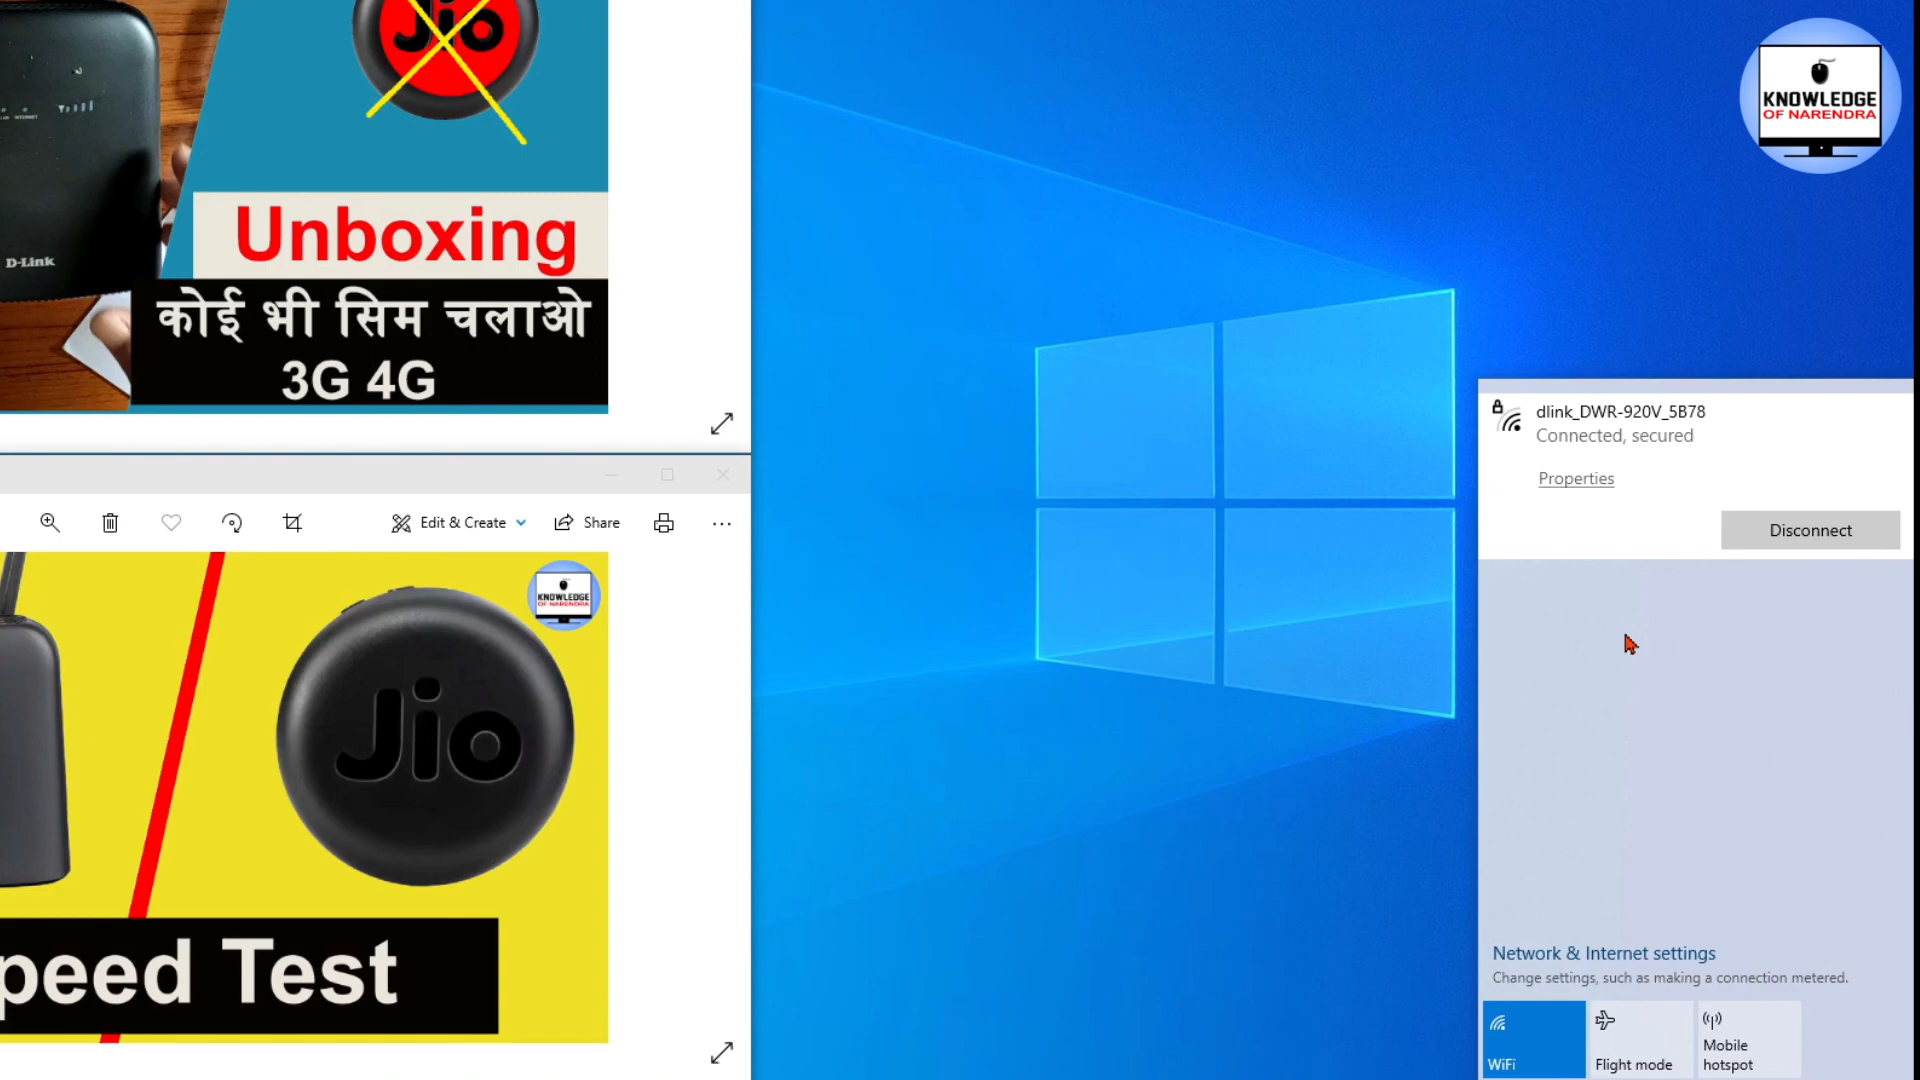 Jio
D-Link
Unboxing
कोई भी सिम चलाओ
3G 4G
Edit & Create
Share
KNOWLEDGE
OF NARENDRA
Jio
peed Test
KNOWLEDGE
OF NARENDRA
dlink_DWR-920V_5B78
Connected, secured
Properties
Disconnect
Network & Internet settings
Change settings, such as making a connection metered.
WiFi
Flight mode
Mobile
hotspot